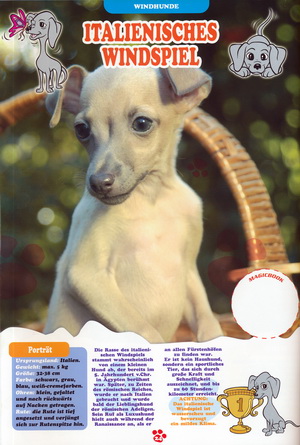 WINDHUNDE
ITALIENISCHES
WINDSPIEL
MAGICBOOK
Porträt
Ursprungsland: Italien.
Gewicht: max. 5 kg
Größe: 32-38 cm
Farbe: schwarz, grau,
blau, weiß-cremefarben.
Ohren: klein, gefaltet
und nach rückwärts
auf Nacken getragen.
Rute: die Rute ist tief
angesetzt und verjüngt
sich zur Rutenspitze hin.
Die Rasse des Italieni-
schen Windspiels
stammt wahrscheinlich
von einem kleinen
Hund ab, der bereits im
5. Jahrhundert v.Chr.
in Ägypten berühmt
war. Später, zu Zeiten
des römischen Reiches,
wurde er nach Italien
gebracht und wurde
bald der Lieblingshund
der römischen Adeligen.
Sein Ruf als Luxushund
hielt auch während der
Renaissance an, als er
an allen Fürstenhöfen
zu finden war.
Er ist kein Haushund,
sondern ein sportliches
Tier, das sich durch
große Kraft und
Schnelligkeit
auszeichnet, und bis
zu 60 Stunden-
kilometer erreicht.
ACHTUNG:
Das italienische
Windspiel ist
ein mildes Klima.
24
1